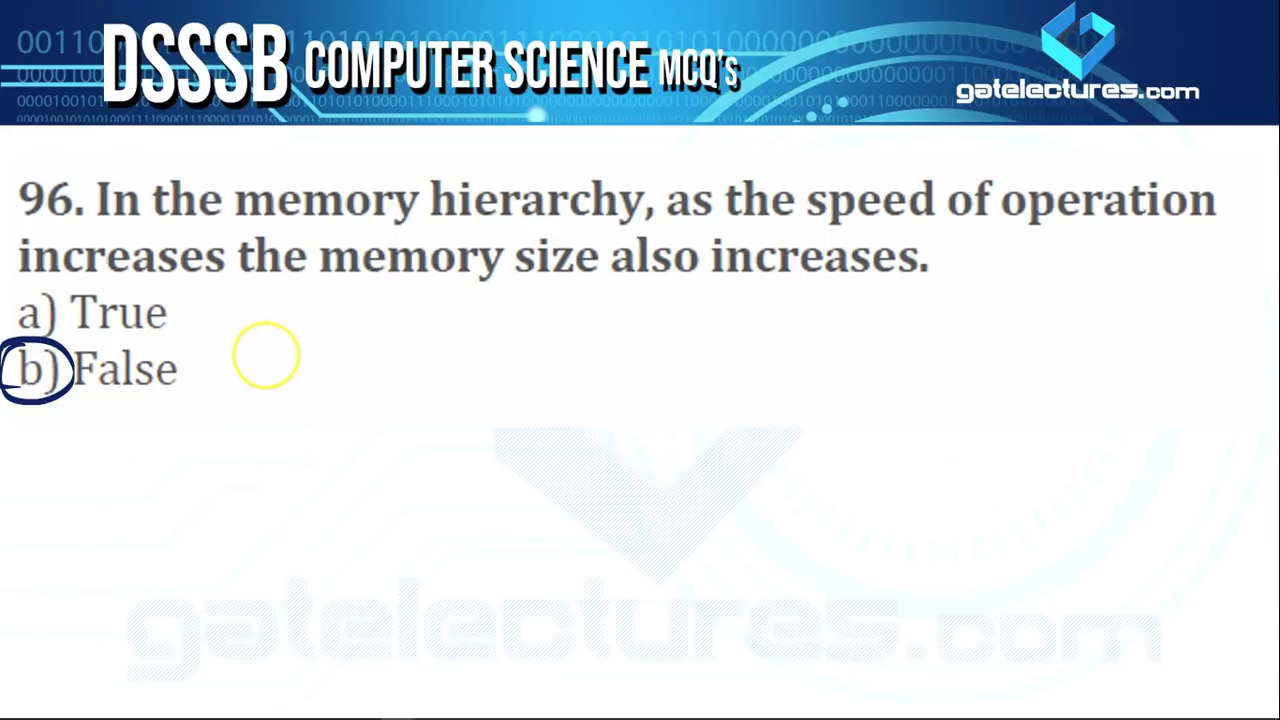 DSSSB COMPUTER SCIENCE MCQ's
gatelectures.com
96. In the memory hierarchy, as the speed of operation
increases the memory size also increases.
a) True
b) False
gatelectures.com